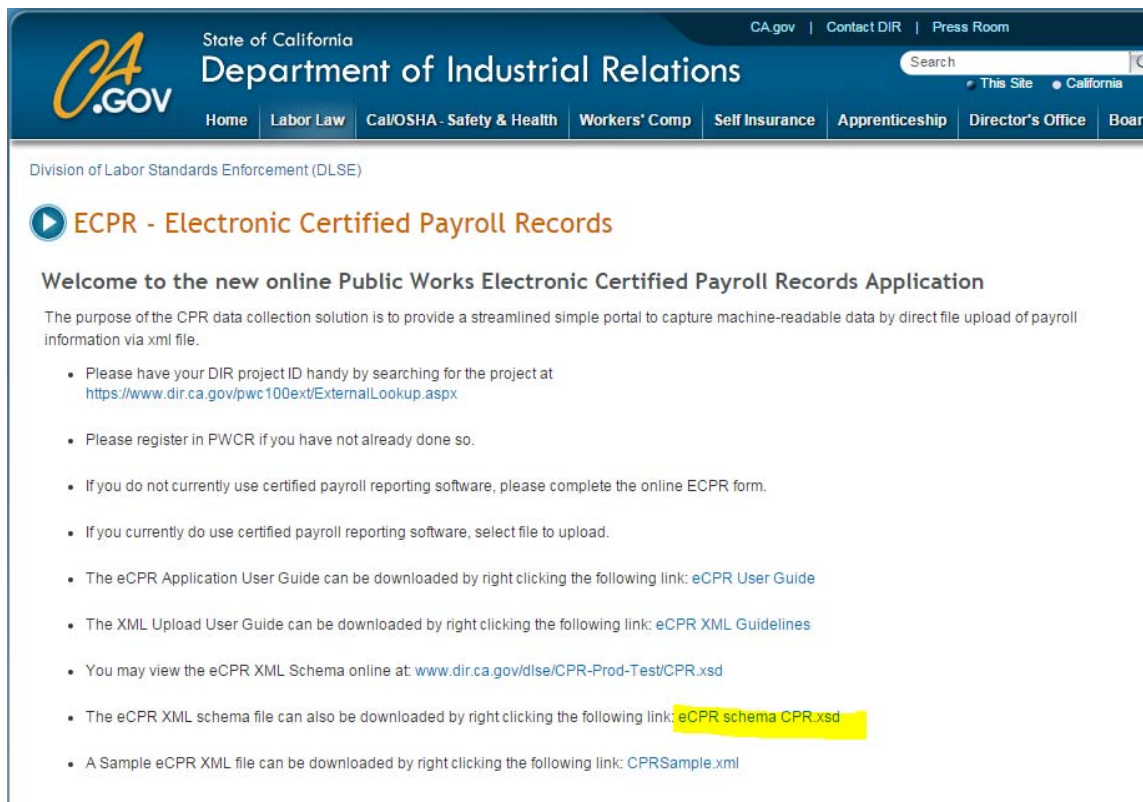 CA.gov | Contact DIR | Press Room
CA.GOV
State of California
Department of Industrial Relations
Search
This Site California
Home Labor Law Cal/OSHA - Safety & Health Workers' Comp Self Insurance Apprenticeship Director's Office Boar
Division of Labor Standards Enforcement (DLSE)
ECPR - Electronic Certified Payroll Records
Welcome to the new online Public Works Electronic Certified Payroll Records Application
The purpose of the CPR data collection solution is to provide a streamlined simple portal to capture machine-readable data by direct file upload of payroll
information via xml file.
• Please have your DIR project ID handy by searching for the project at
https://www.dir.ca.gov/pwc100ext/ExternalLookup.aspx
• Please register in PWCR if you have not already done so.
• If you do not currently use certified payroll reporting software, please complete the online ECPR form.
• If you currently do use certified payroll reporting software, select file to upload.
• The eCPR Application User Guide can be downloaded by right clicking the following link: eCPR User Guide
• The XML Upload User Guide can be downloaded by right clicking the following link: eCPR XML Guidelines
• You may view the eCPR XML Schema online at: www.dir.ca.gov/dlse/CPR-Prod-Test/CPR.xsd
• The eCPR XML schema file can also be downloaded by right clicking the following link: eCPR schema CPR.xsd
• A Sample eCPR XML file can be downloaded by right clicking the following link: CPRSample.xml